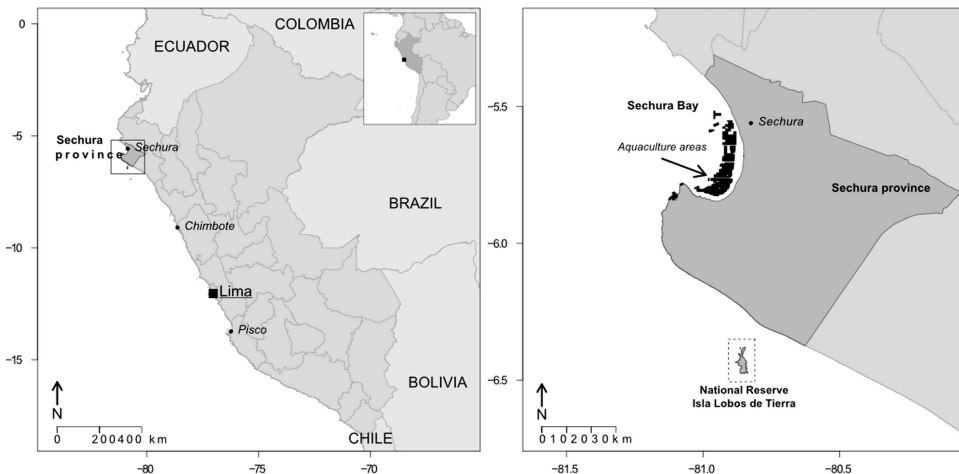 0
−5
−10
−15
−80
−75
−70
COLOMBIA
ECUADOR
Sechura
province
Sechura
BRAZIL
Chimbote
Lima
Pisco
BOLIVIA
CHILE
N
0 200400 km
−5.5
−6.0
−6.5
−81.5
−81.0
−80.5
Sechura Bay
Sechura
Aquaculture areas
Sechura province
National Reserve
Isla Lobos de Tierra
N
0 10 20 30 km